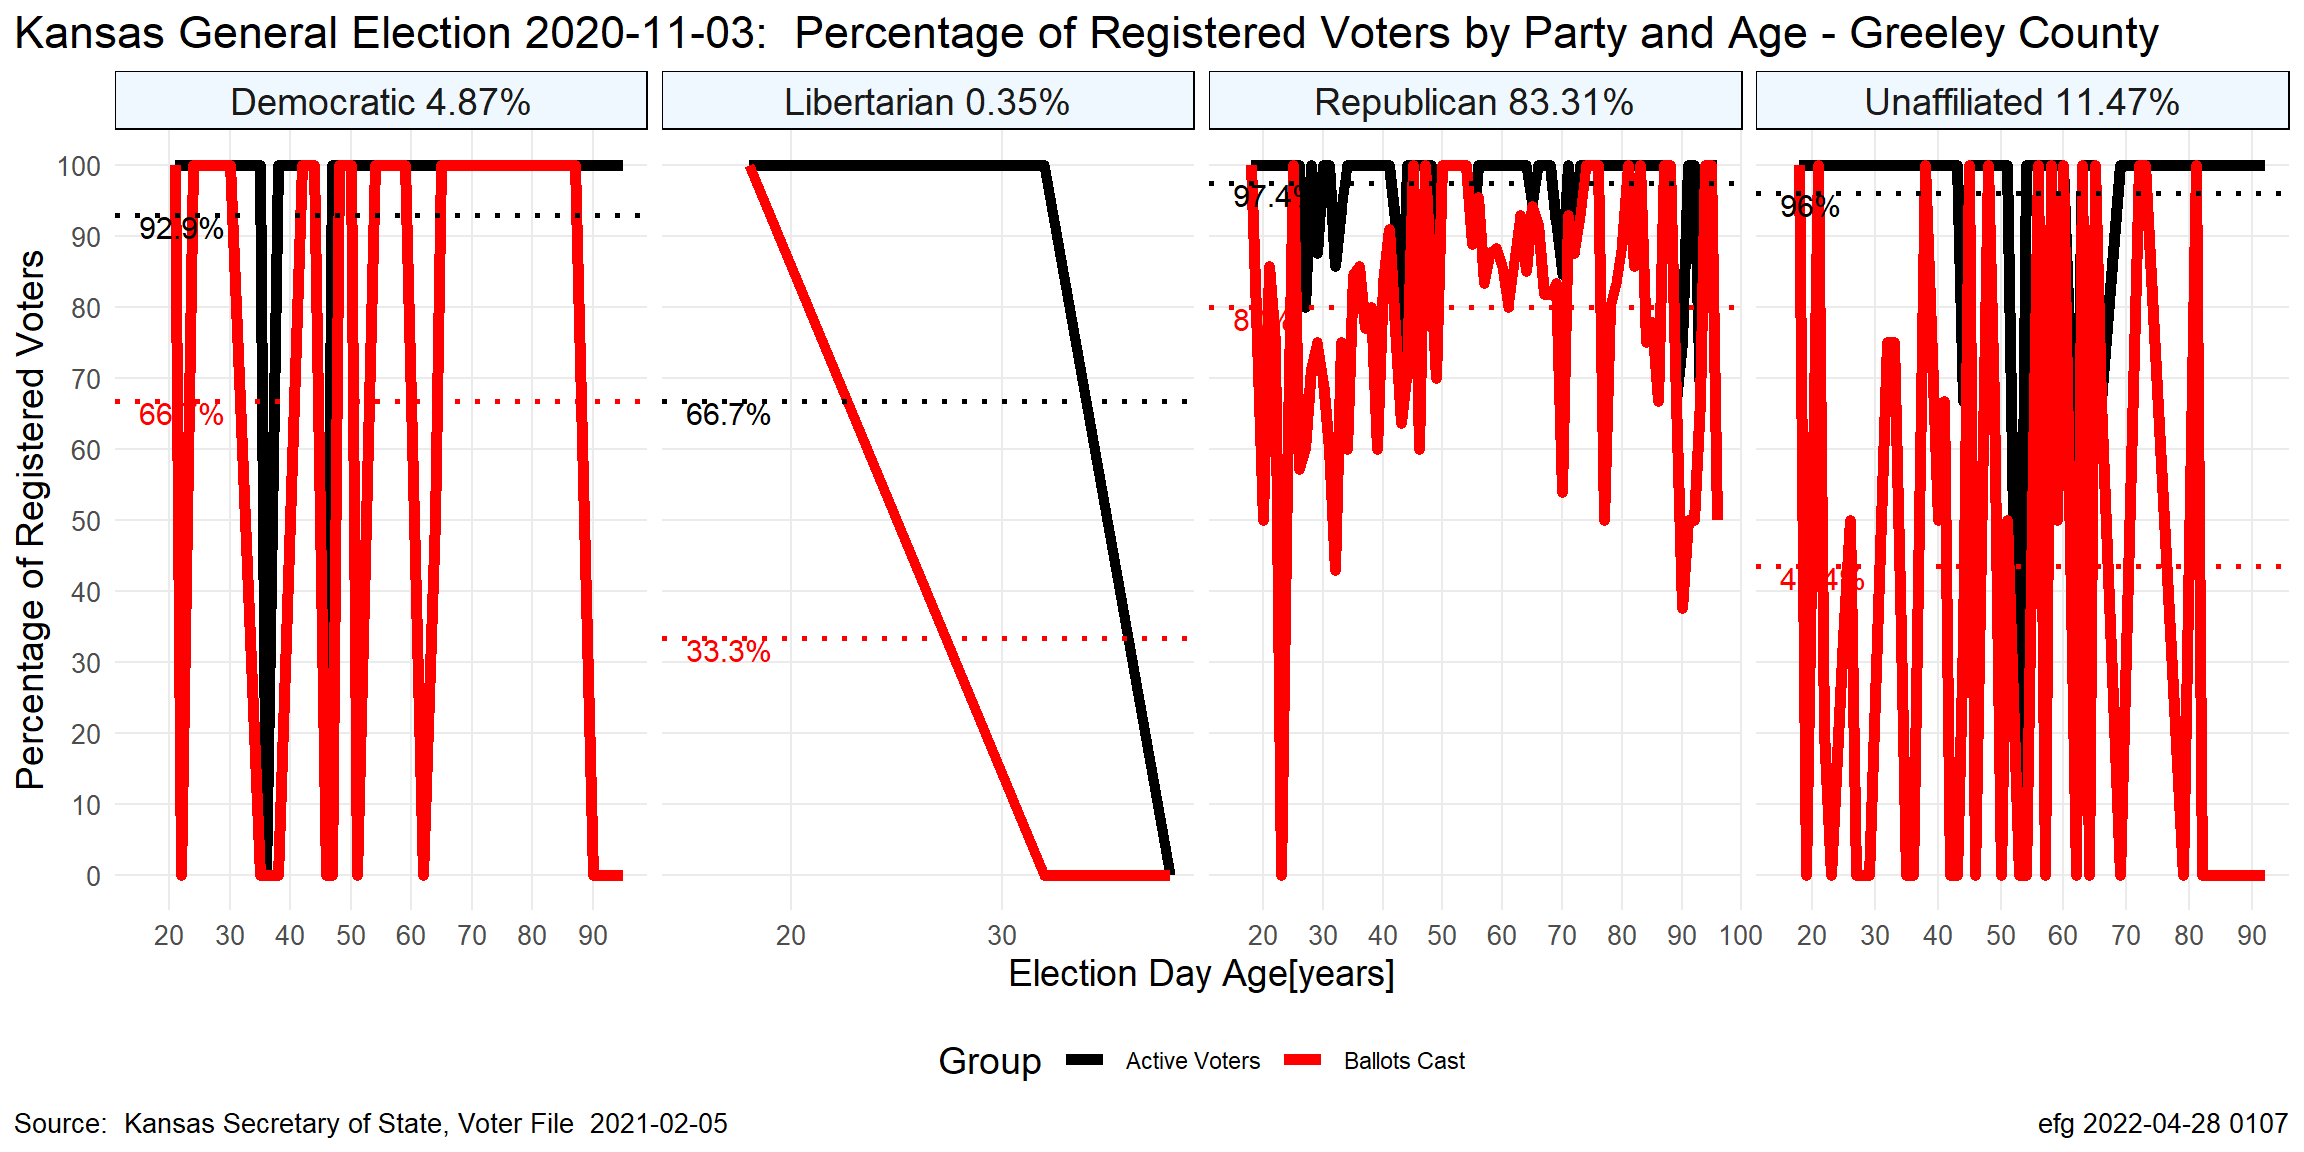 Kansas General Election 2020-11-03:  Percentage of Registered Voters by Party and Age - Greeley County
Democratic 4.87%
Libertarian 0.35%
Republican 83.31%
Unaffiliated 11.47%
Percentage of Registered Voters
100
90
80
70
60
50
40
30
20
10
0
92.9%
66.7%
33.3%
97.4%
96%
20 30 40 50 60 70 80 90
20 30
20 30 40 50 60 70 80 90 100
20 30 40 50 60 70 80 90
Election Day Age[years]
Group Active Voters Ballots Cast
Source:  Kansas Secretary of State, Voter File  2021-02-05
efg 2022-04-28 0107